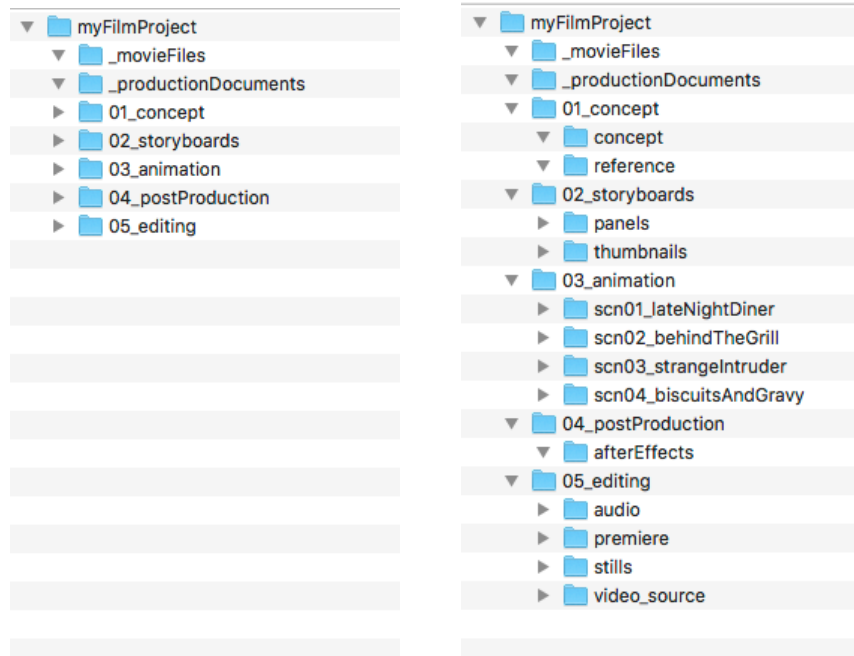 myFilmProject
_movieFiles
_productionDocuments
01_concept
02_storyboards
03_animation
04_postProduction
05_editing
myFilmProject
_movieFiles
_productionDocuments
01_concept
concept
reference
02_storyboards
panels
thumbnails
03_animation
scn01_lateNightDiner
scn02_behindTheGrill
scn03_strangeIntruder
scn04_biscuitsAndGravy
04_postProduction
afterEffects
05_editing
audio
premiere
stills
video_source